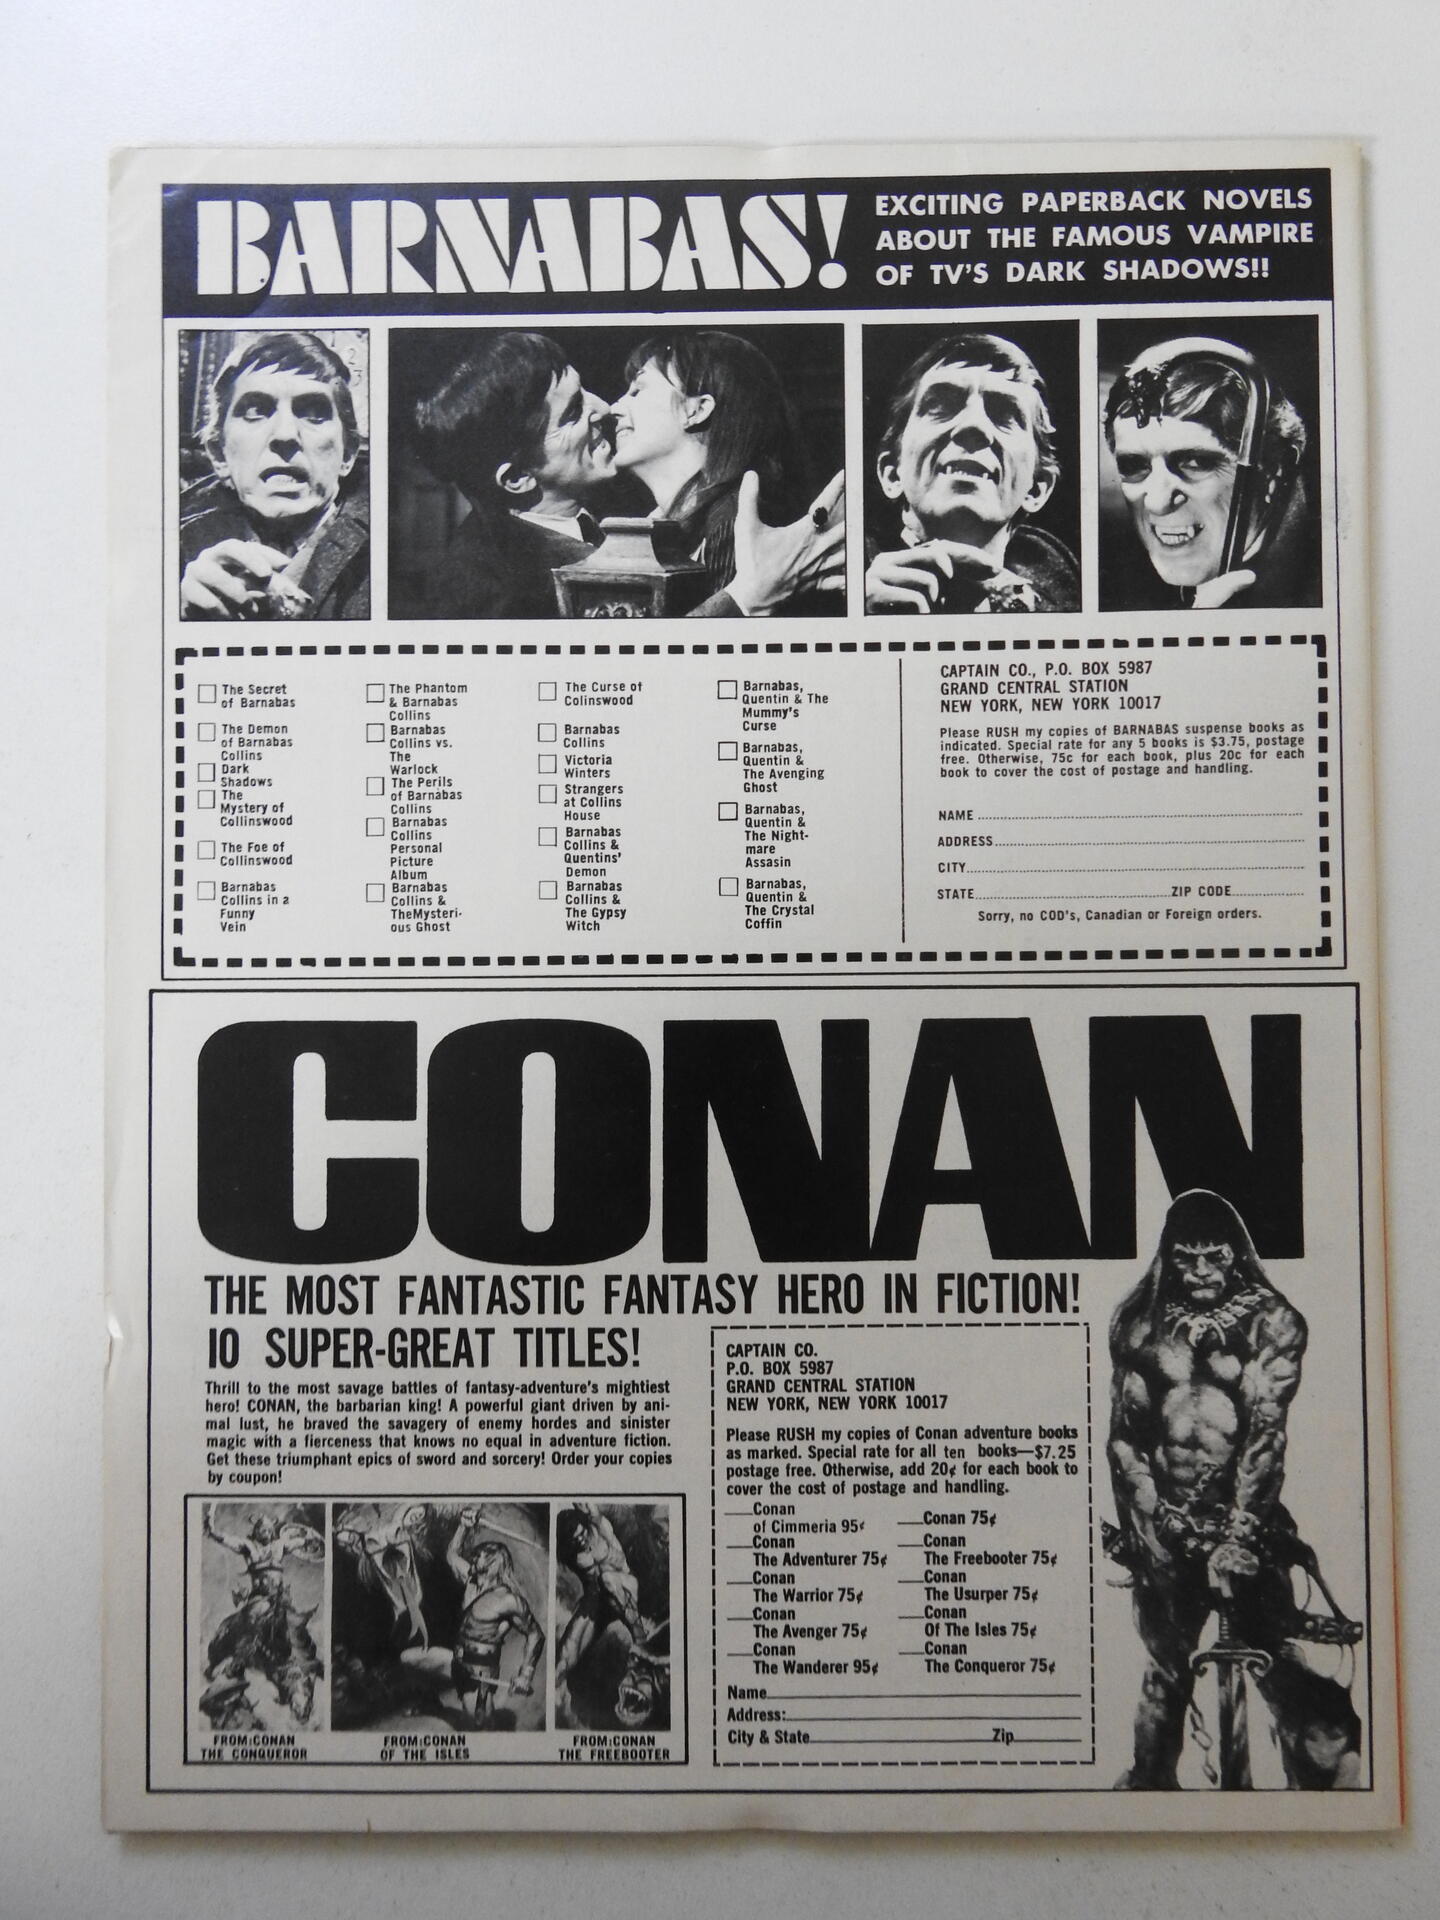 BARNABAS!
EXCITING PAPERBACK NOVELS
ABOUT THE FAMOUS VAMPIRE
OF TV'S DARK SHADOWS!!
The Secret
of Barnabas
The Demon
of Barnabas
Collins
Dark
Shadows
The
Mystery of
Collinswood
The Foe of
Collinswood
Barnabas
Collins in a
Funny
Vein
The Phantom
& Barnabas
Collins
Barnabas
Collins vs.
The
Warlock
The Perils
of Barnabas
Collins
Barnabas
Collins
Personal
Picture
Album
Barnabas
Collins &
TheMysteri-
ous Ghost
The Curse of
Colinswood
Barnabas
Collins
Victoria
Winters
Strangers
at Collins
House
Barnabas
Collins &
Quentins'
Demon
Barnabas
Collins &
The Gypsy
Witch
Barnabas,
Quentin & The
Mummy's
Curse
Barnabas,
Quentin &
The Avenging
Ghost
Barnabas,
Quentin &
The Night-
mare
Assasin
Barnabas,
Quentin &
The Crystal
Coffin
CAPTAIN CO., P.O. BOX 5987
GRAND CENTRAL STATION
NEW YORK, NEW YORK 10017
Please RUSH my copies of BARNABAS suspense books as
indicated. Special rate for any 5 books is $3.75, postage
free. Otherwise, 75c for each book, plus 20c for each
book to cover the cost of postage and handling.
NAME
ADDRESS
CITY
STATE ZIP CODE
Sorry, no COD's, Canadian or Foreign orders.
CONAN
THE MOST FANTASTIC FANTASY HERO IN FICTION!
10 SUPER-GREAT TITLES!
Thrill to the most savage battles of fantasy-adventure's mightiest
hero! CONAN, the barbarian king! A powerful giant driven by ani-
mal lust, he braved the savagery of enemy hordes and sinister
magic with a fierceness that knows no equal in adventure fiction.
Get these triumphant epics of sword and sorcery! Order your copies
by coupon!
FROM:CONAN
THE CONQUEROR
FROM:CONAN
OF THE ISLES
FROM:CONAN
THE FREEBOOTER
CAPTAIN CO.
P.O. BOX 5987
GRAND CENTRAL STATION
NEW YORK, NEW YORK 10017
Please RUSH my copies of Conan adventure books
as marked. Special rate for all ten books—$7.25
postage free. Otherwise, add 20¢ for each book to
cover the cost of postage and handling.
Conan
of Cimmeria 95¢
Conan
The Adventurer 75¢
Conan
The Warrior 75¢
Conan
The Avenger 75¢
Conan
The Wanderer 95¢
Conan 75¢
Conan
The Freebooter 75¢
Conan
The Usurper 75¢
Conan
Of The Isles 75¢
Conan
The Conqueror 75¢
Name
Address:
City & State Zip